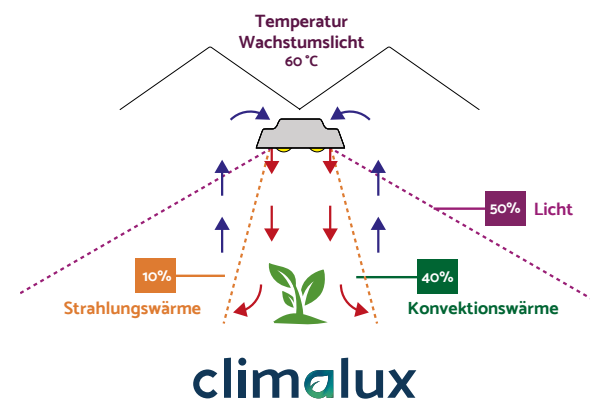 Temperatur
Wachstumslicht
60 °C
50%
Licht
10%
40%
Strahlungswärme
Konvektionswärme
climalux